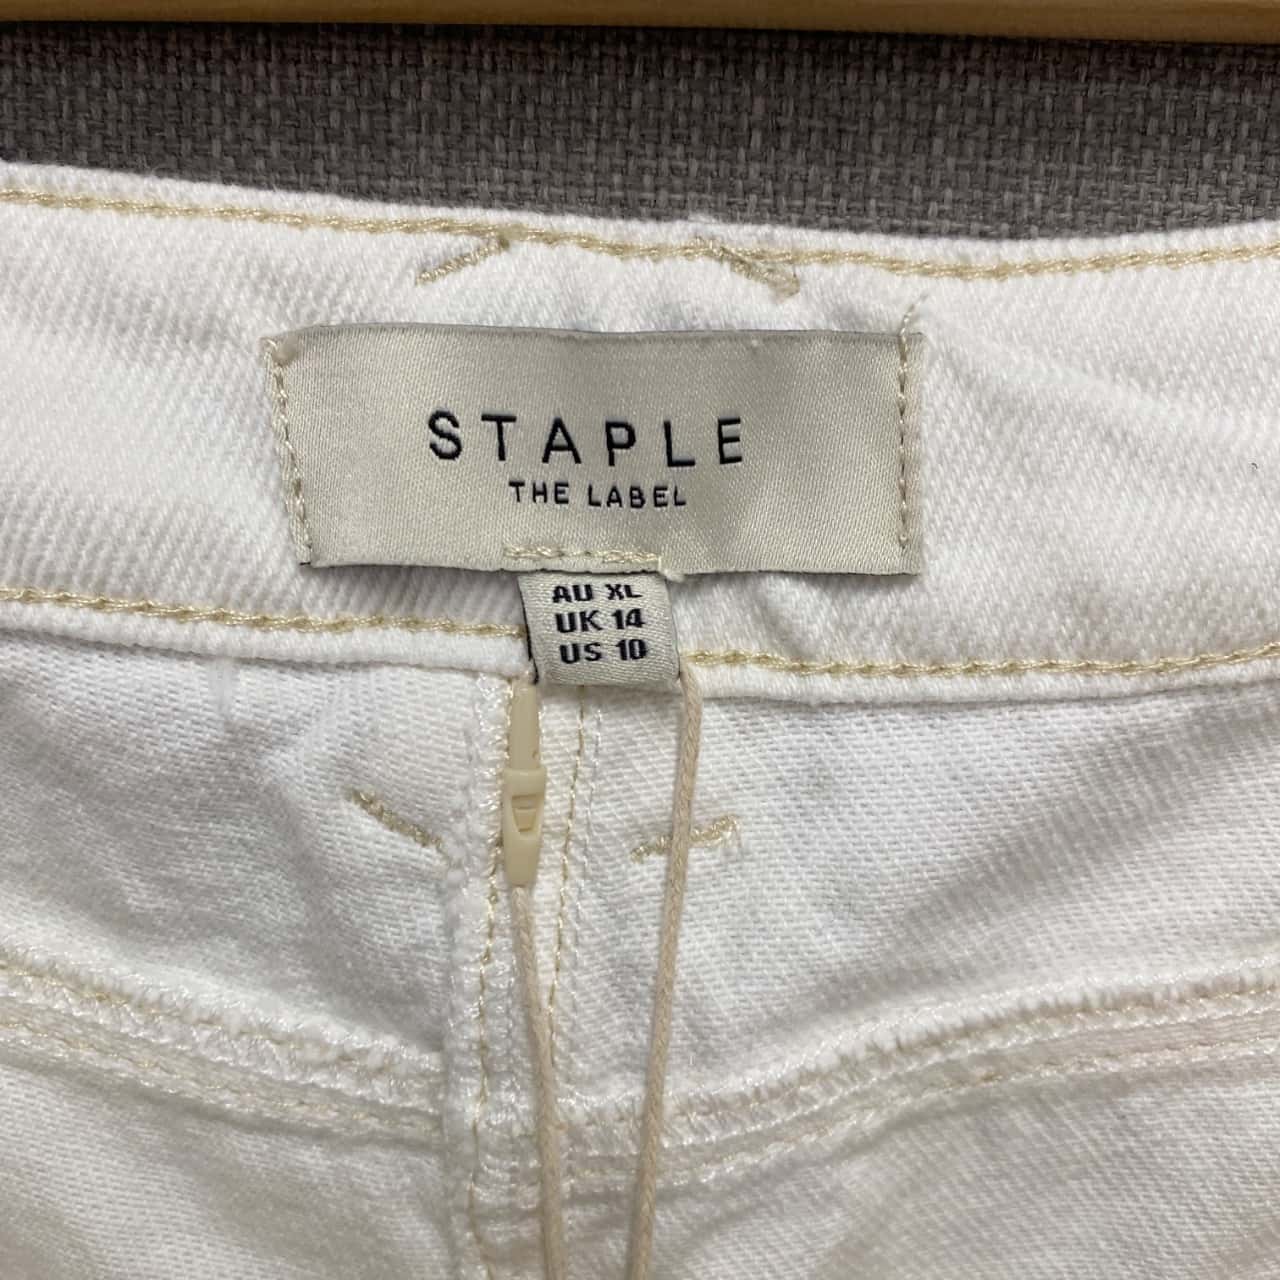 STAPLE
THE LABEL
AU XL
UK 14
US 10